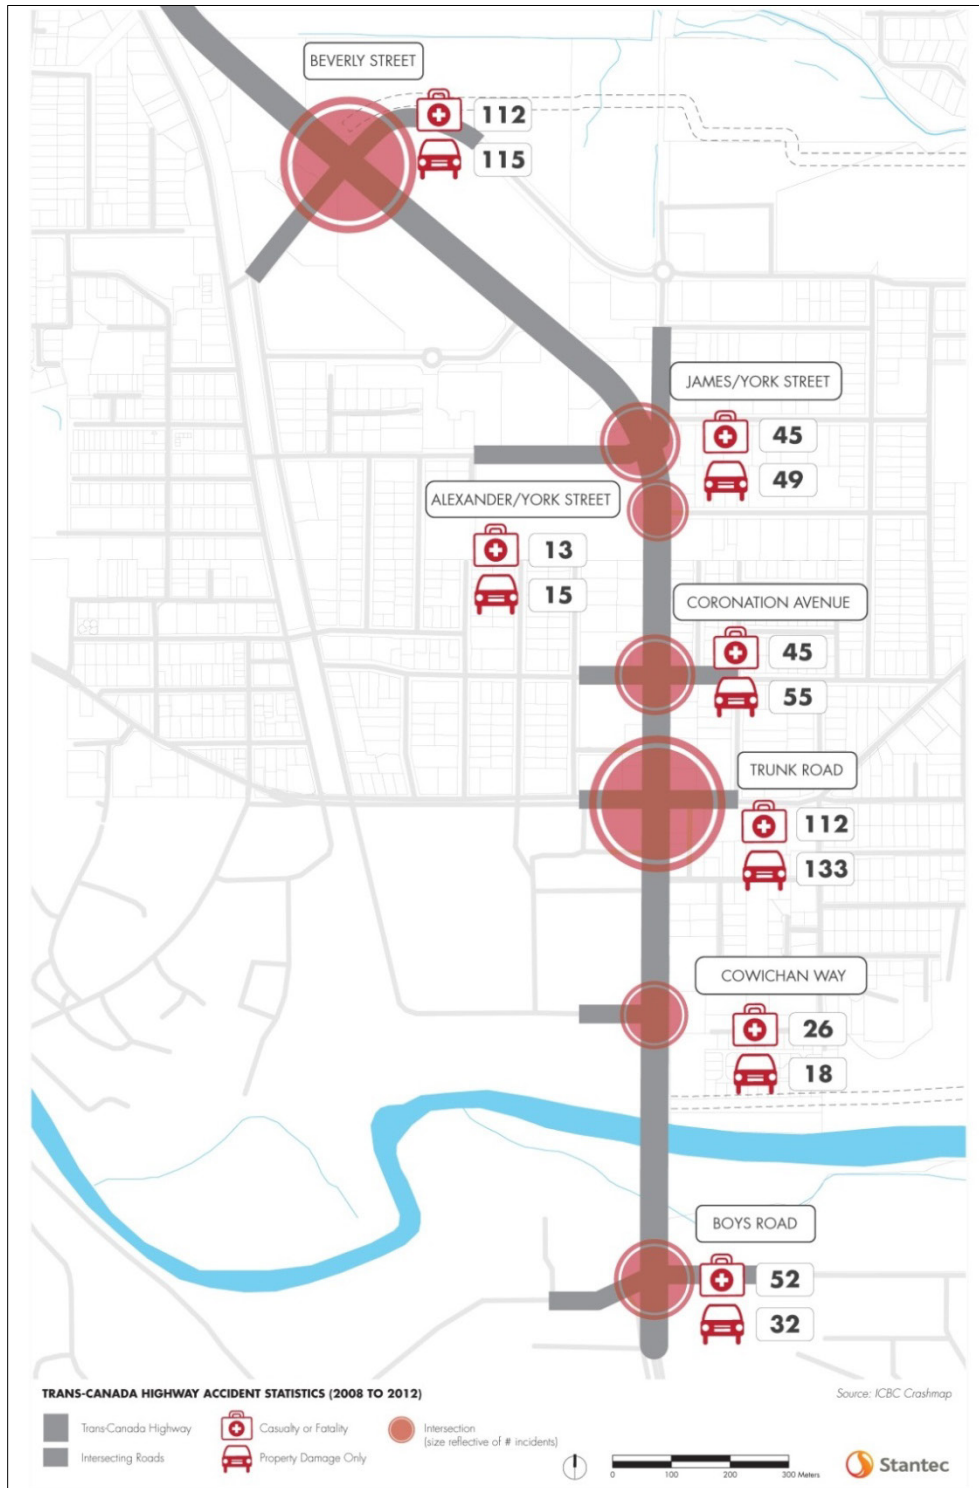 BEVERLY STREET
112
115
JAMES/YORK STREET
45
49
ALEXANDER/YORK STREET
13
15
CORONATION AVENUE
45
55
TRUNK ROAD
112
133
COWICHAN WAY
26
18
BOYS ROAD
52
32
TRANS-CANADA HIGHWAY ACCIDENT STATISTICS (2008 TO 2012)
Source: ICBC Crashmap
Trans-Canada Highway
Casualty or Fatality
Intersection
(size reflective of # incidents)
Intersecting Roads
Property Damage Only
0 100 200 300 Meters
Stantec